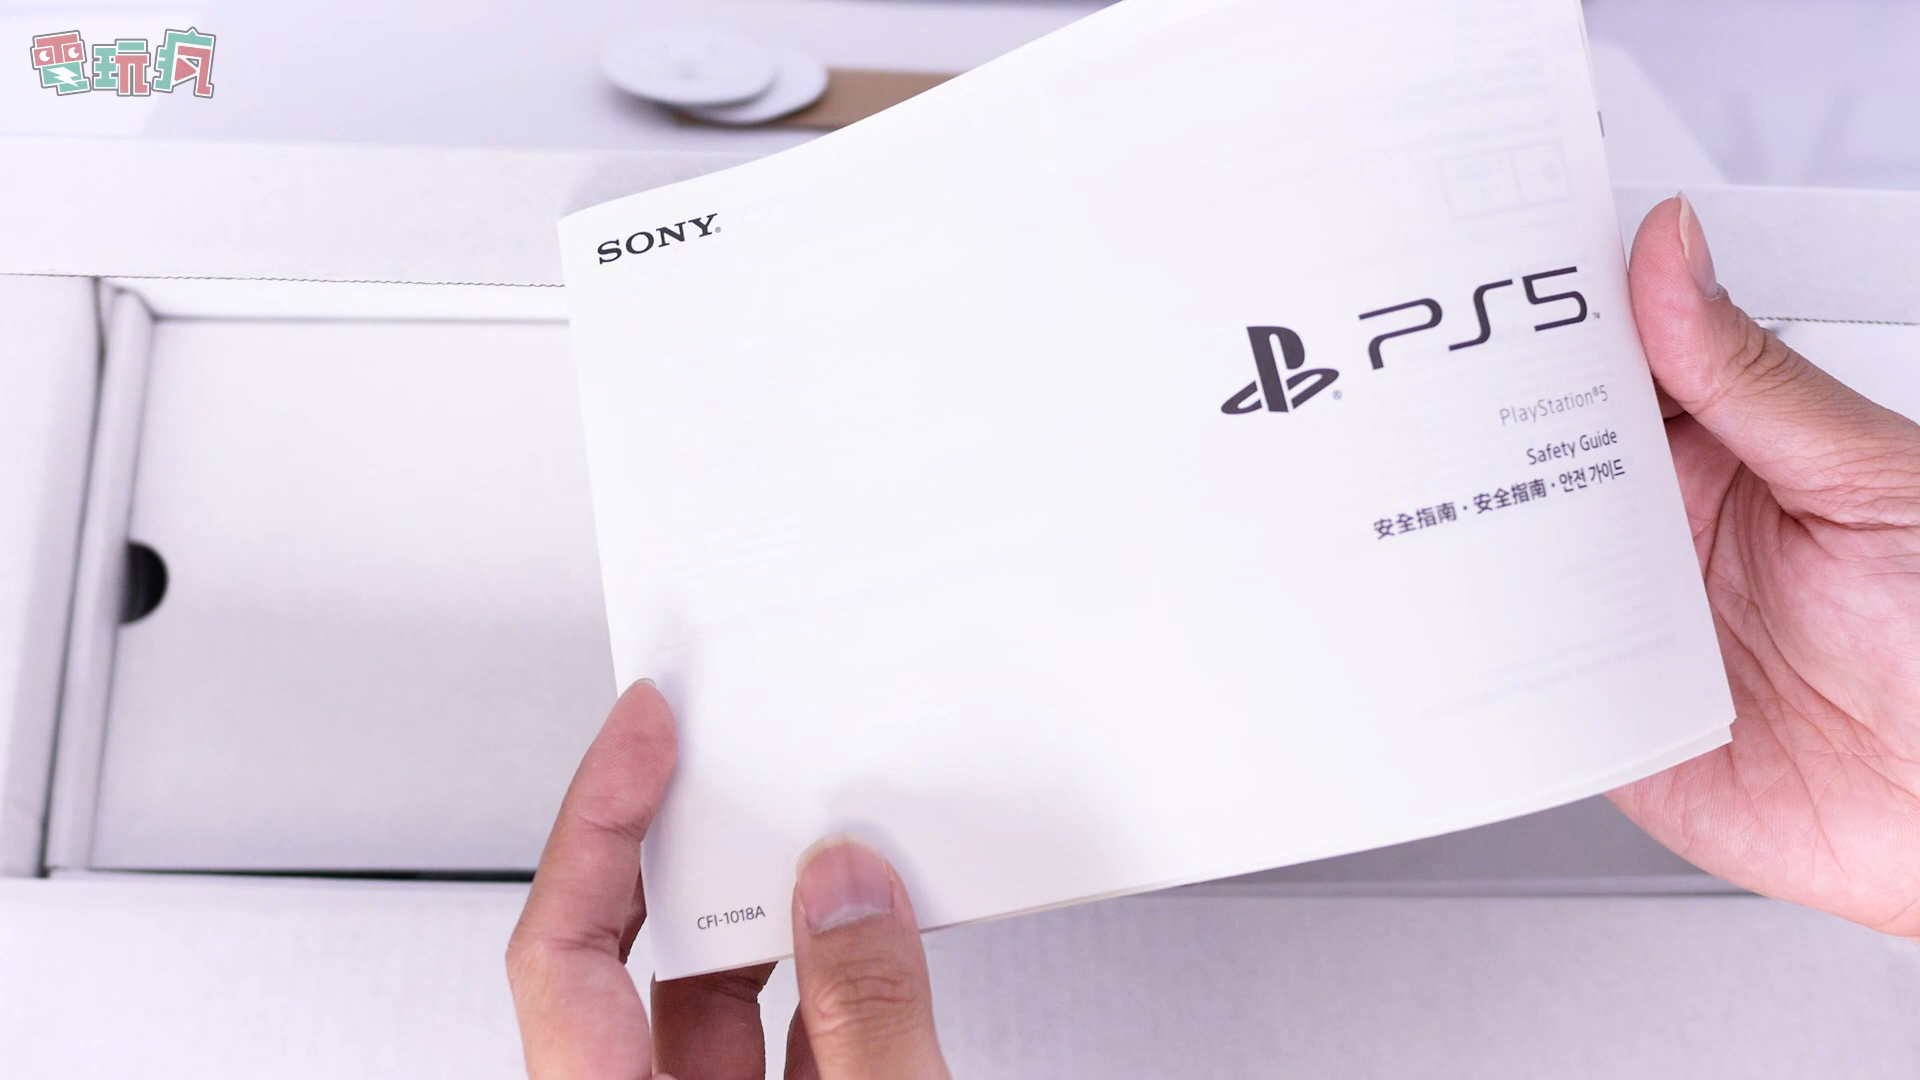 電玩瘋
SONY®
PS5™
PlayStation®5
Safety Guide
安全指南・安全指南・안전 가이드
CFI-1018A